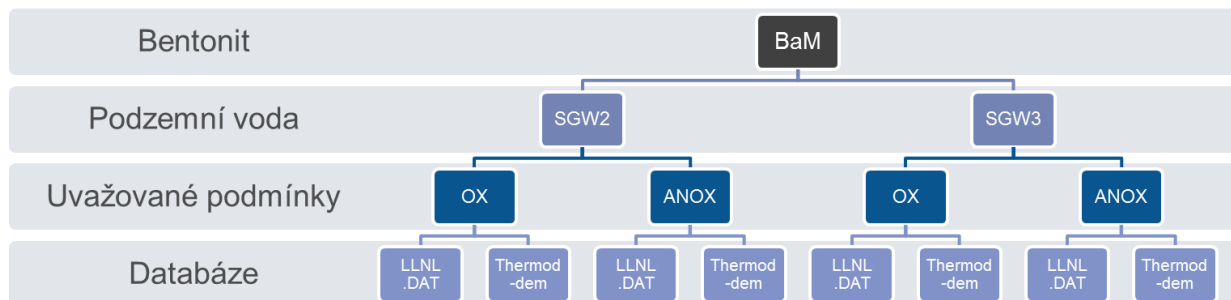 Bentonit
BaM
Podzemní voda
SGW2
SGW3
Uvažované podmínky
OX
ANOX
OX
ANOX
Databáze
LLNL
.DAT
Thermod
-dem
LLNL
.DAT
Thermod
-dem
LLNL
.DAT
Thermod
-dem
LLNL
.DAT
Thermod
-dem